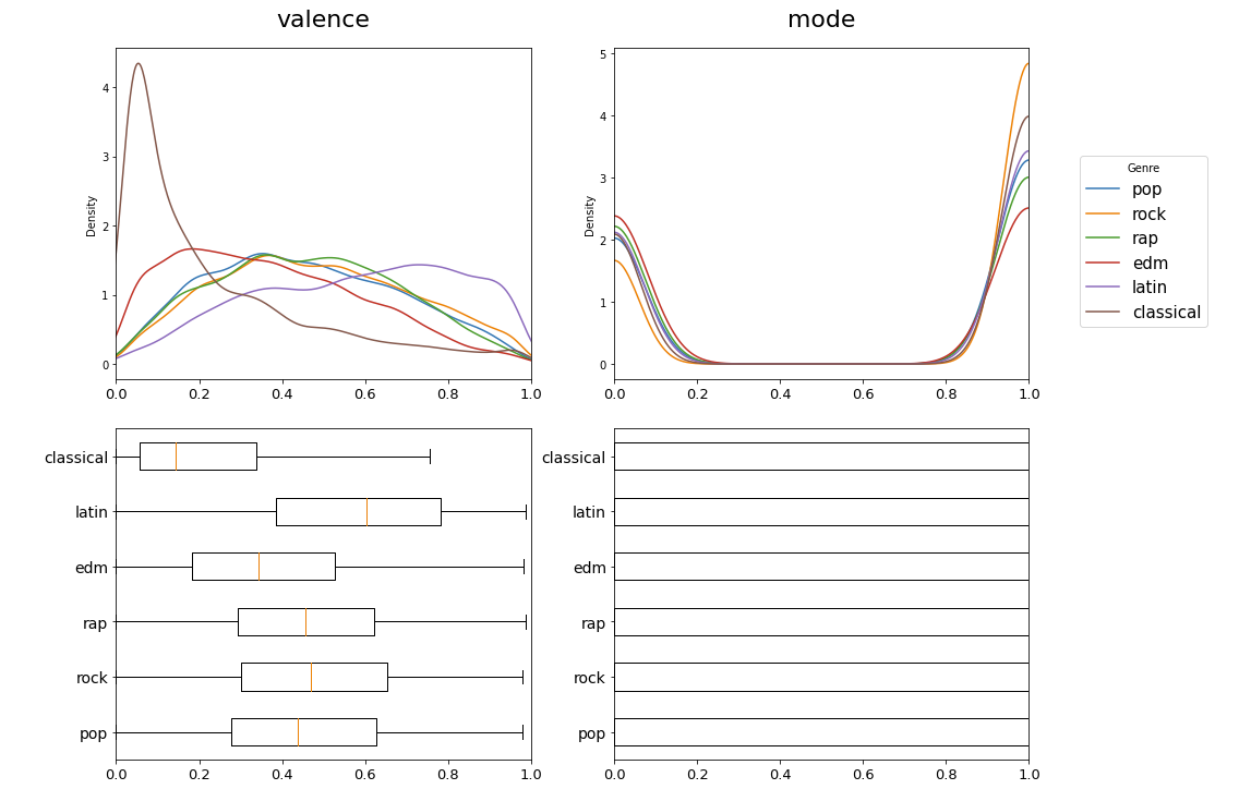 valence
mode
Density
4
3
2
1
0
0.0 0.2 0.4 0.6 0.8 1.0
Density
5
4
3
2
1
0
0.0 0.2 0.4 0.6 0.8 1.0
Genre
pop
rock
rap
edm
latin
classical
classical
latin
edm
rap
rock
pop
0.0 0.2 0.4 0.6 0.8 1.0
classical
latin
edm
rap
rock
pop
0.0 0.2 0.4 0.6 0.8 1.0